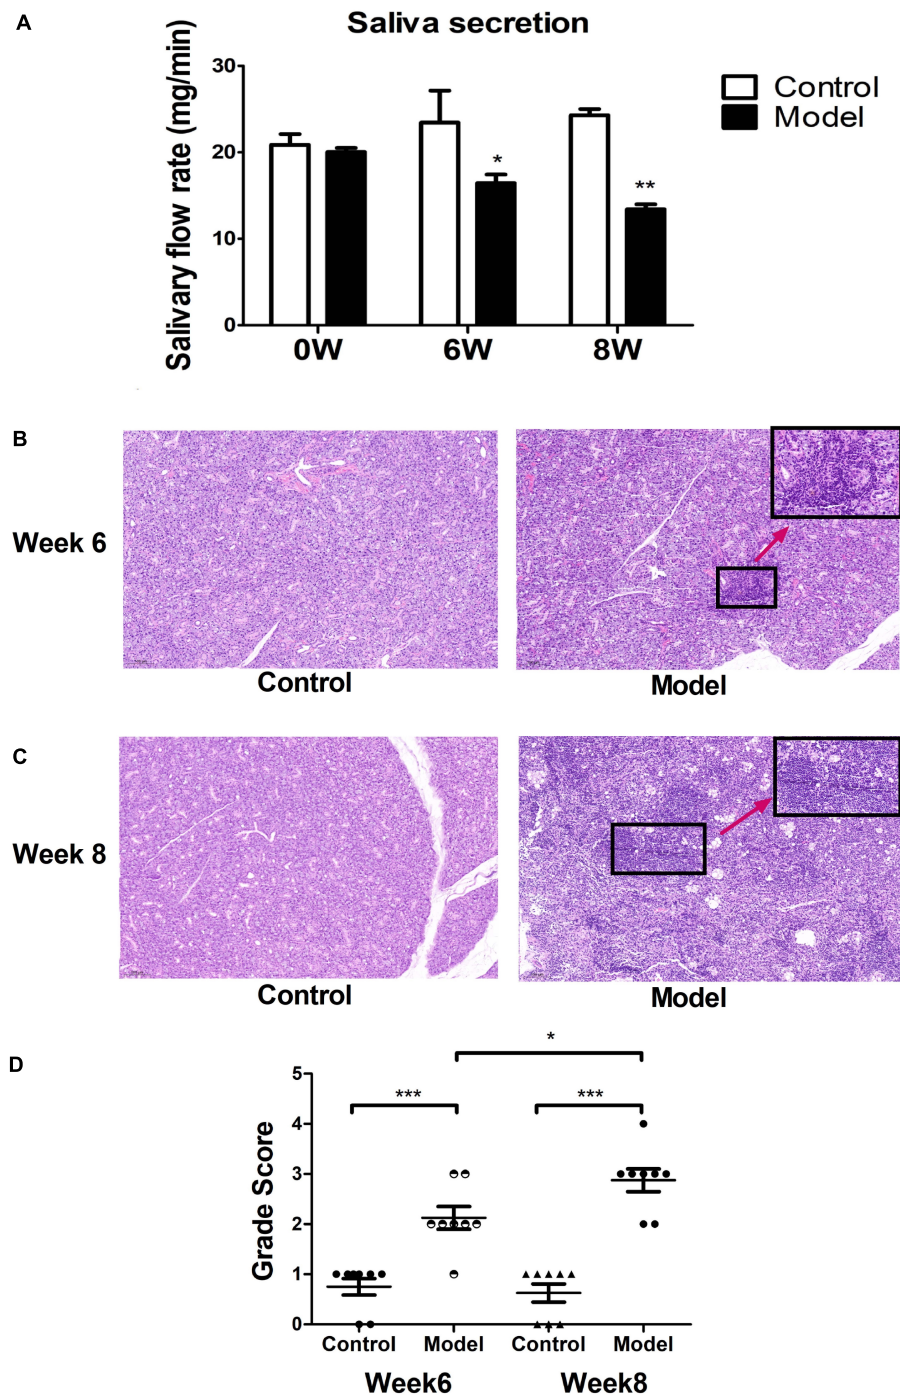 A
Saliva secretion
Salivary flow rate (mg/min)
30
20
10
0
*
**
0W
6W
8W
Control
Model
B
Week 6
Control
Model
C
Week 8
Control
Model
D
Grade Score
5
4
3
2
1
0
*
***
***
Control
Model
Control
Model
Week6
Week8